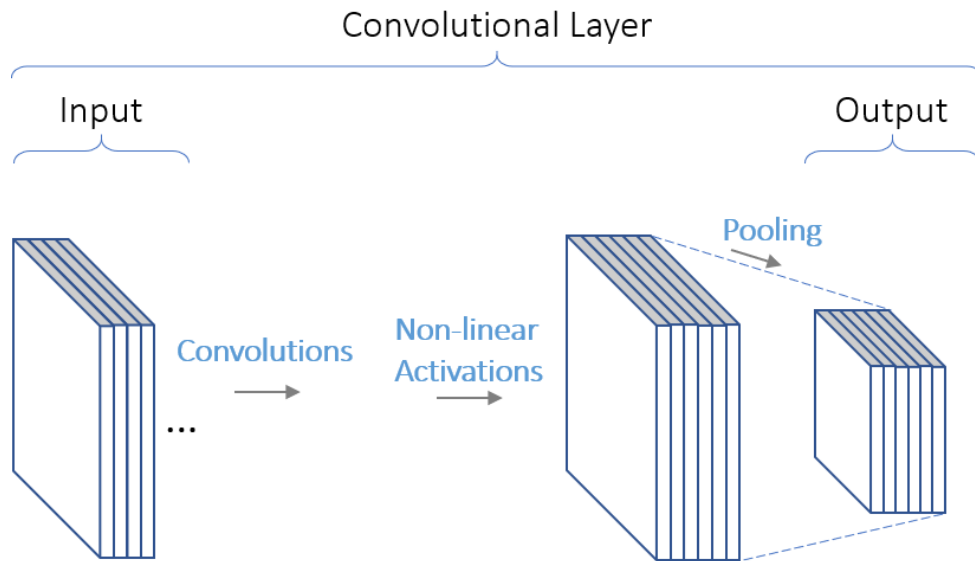 Convolutional Layer
Input
Output
Pooling
Convolutions
Non-linear
Activations
...